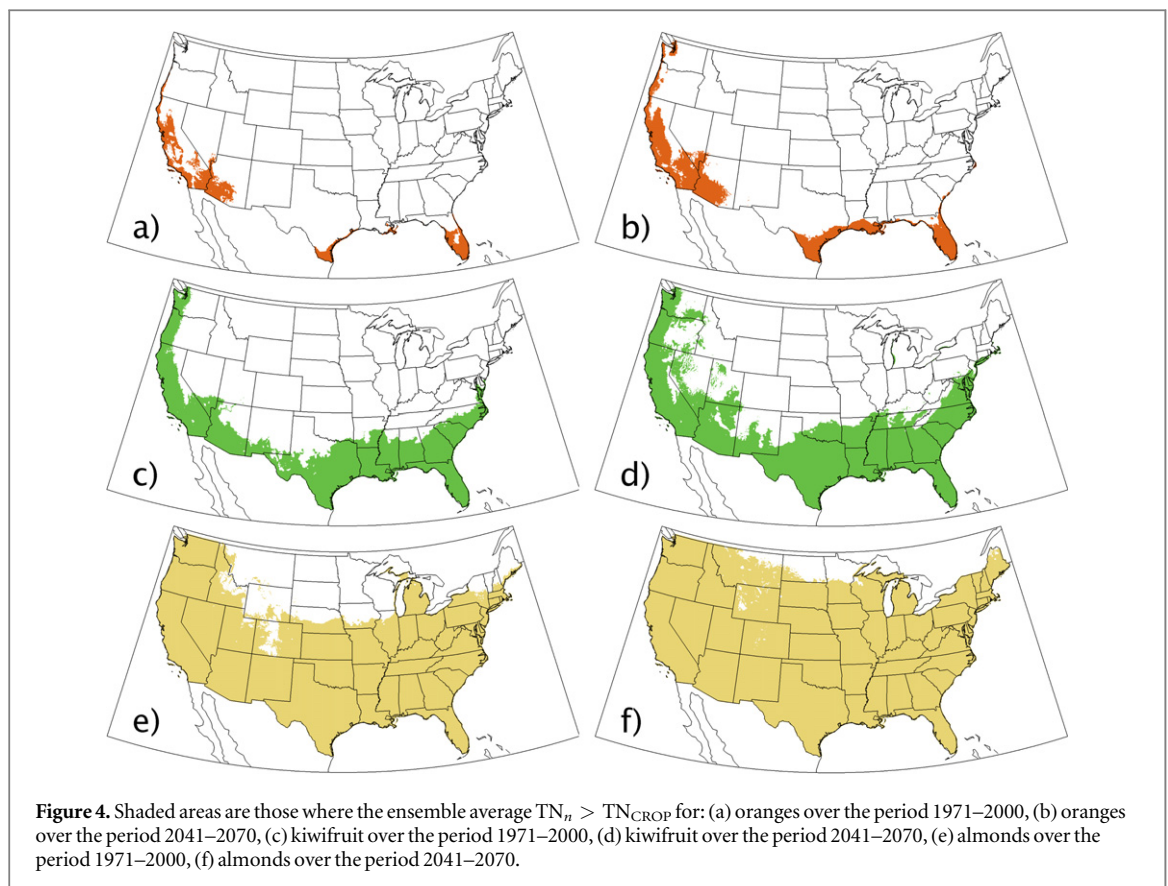 a)
b)
c)
d)
e)
f)
Figure 4. Shaded areas are those where the ensemble average TNₙ > TN_CROP for: (a) oranges over the period 1971–2000, (b) oranges
over the period 2041–2070, (c) kiwifruit over the period 1971–2000, (d) kiwifruit over the period 2041–2070, (e) almonds over the
period 1971–2000, (f) almonds over the period 2041–2070.